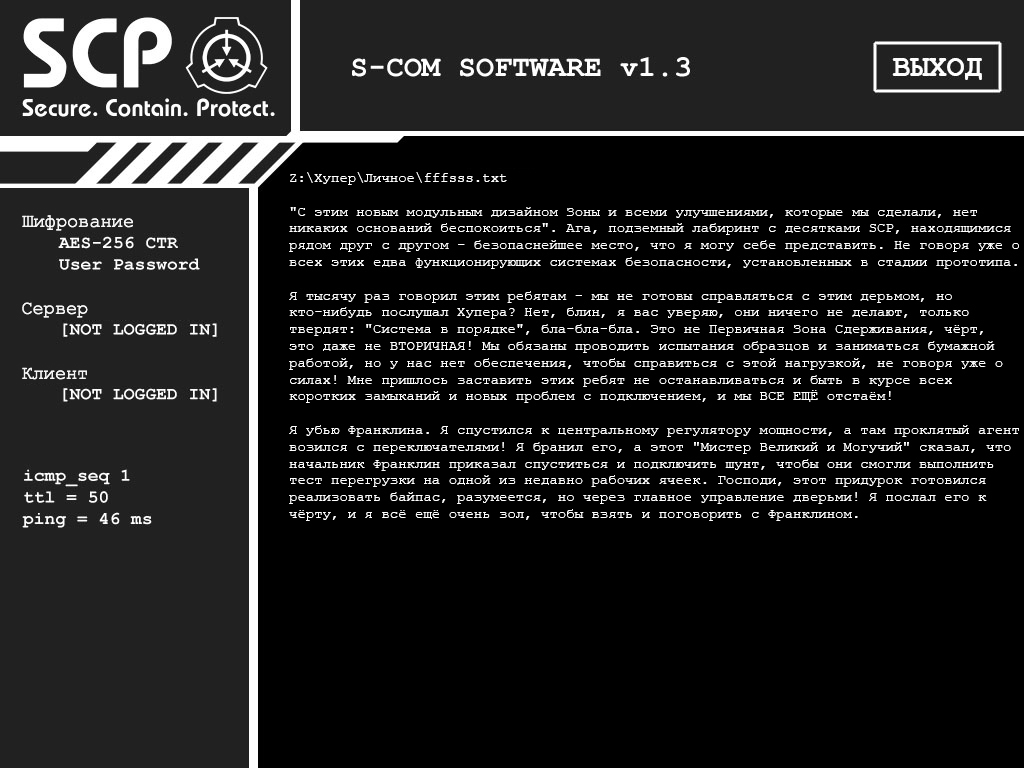 SCP
Secure. Contain. Protect.
S-COM SOFTWARE v1.3
ВЫХОД
Шифрование
AES-256 CTR
User Password
Сервер
[NOT LOGGED IN]
Клиент
[NOT LOGGED IN]
icmp_seq 1
ttl = 50
ping = 46 ms
Z:\Хупер\Личное\fffsss.txt
"С этим новым модульным дизайном Зоны и всеми улучшениями, которые мы сделали, нет
никаких оснований беспокоиться". Ага, подземный лабиринт с десятками SCP, находящимися
рядом друг с другом - безопаснейшее место, что я могу себе представить. Не говоря уже о
всех этих едва функционирующих системах безопасности, установленных в стадии прототипа.
Я тысячу раз говорил этим ребятам - мы не готовы справляться с этим дерьмом, но
кто-нибудь послушал Хупера? Нет, блин, я вас уверяю, они ничего не делают, только
твердят: "Система в порядке", бла-бла-бла. Это не Первичная Зона Сдерживания, чёрт,
это даже не ВТОРИЧНАЯ! Мы обязаны проводить испытания образцов и заниматься бумажной
работой, но у нас нет обеспечения, чтобы справиться с этой нагрузкой, не говоря уже о
силах! Мне пришлось заставить этих ребят не останавливаться и быть в курсе всех
коротких замыканий и новых проблем с подключением, и мы ВСЕ ЕЩЁ отстаём!
Я убью Франклина. Я спустился к центральному регулятору мощности, а там проклятый агент
возился с переключателями! Я бранил его, а этот "Мистер Великий и Могучий" сказал, что
начальник Франклин приказал спуститься и подключить шунт, чтобы они смогли выполнить
тест перегрузки на одной из недавно рабочих ячеек. Господи, этот придурок готовился
реализовать байпас, разумеется, но через главное управление дверьми! Я послал его к
чёрту, и я всё ещё очень зол, чтобы взять и поговорить с Франклином.